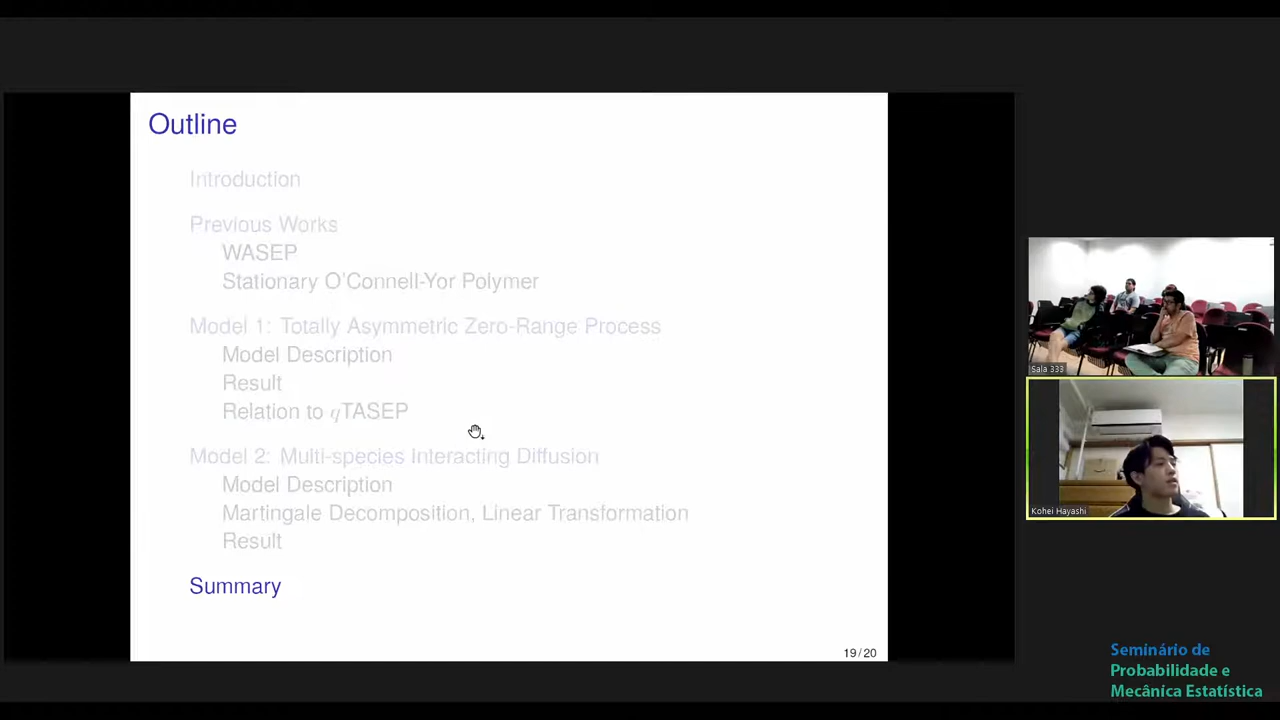 Outline
Introduction
Previous Works
WASEP
Stationary O'Connell-Yor Polymer
Model 1: Totally Asymmetric Zero-Range Process
Model Description
Result
Relation to qTASEP
Model 2: Multi-species Interacting Diffusion
Model Description
Martingale Decomposition, Linear Transformation
Result
Summary
19/20
Sala 333
Kohei Hayashi
Seminário de
Probabilidade e
Mecânica Estatística